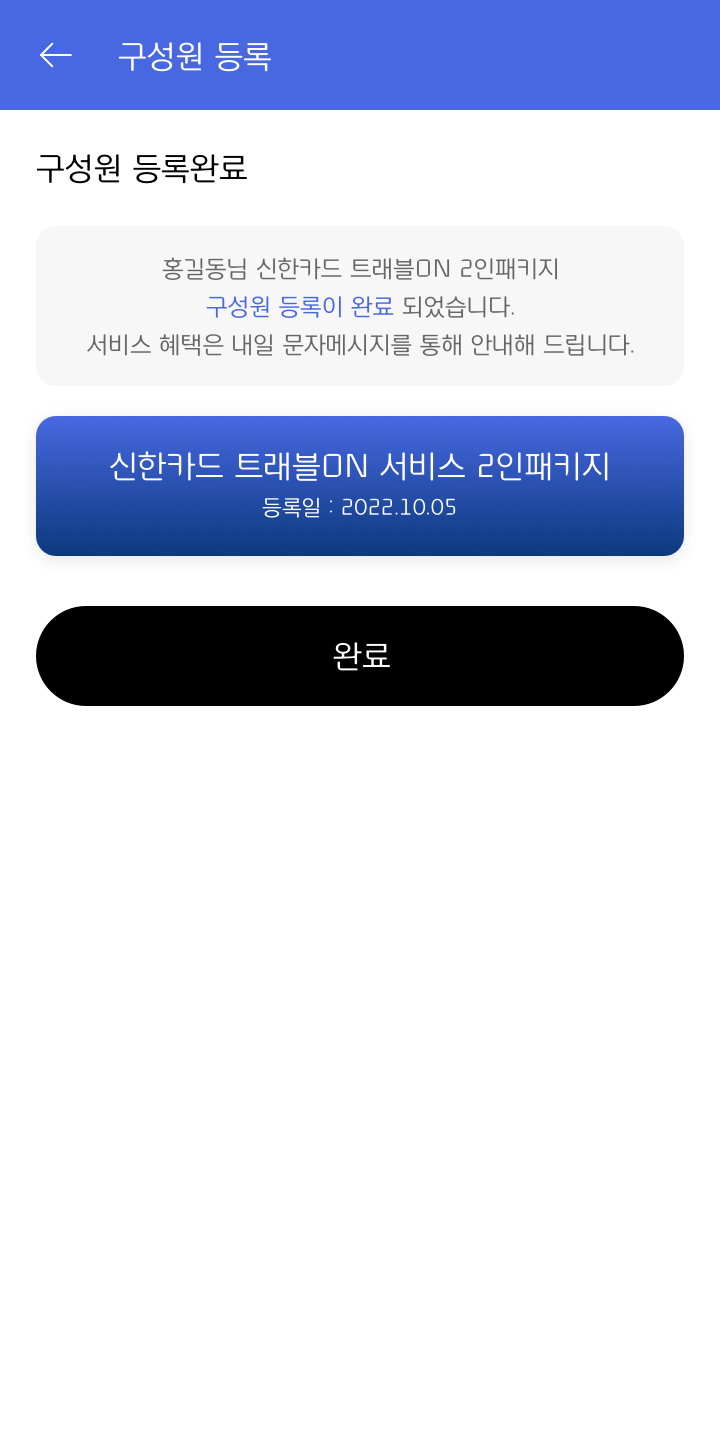 구성원 등록
구성원 등록완료
홍길동님 신한카드 트래블ON 2인패키지
구성원 등록이 완료 되었습니다.
서비스 혜택은 내일 문자메시지를 통해 안내해 드립니다.
신한카드 트래블ON 서비스 2인패키지
등록일 : 2022.10.05
완료